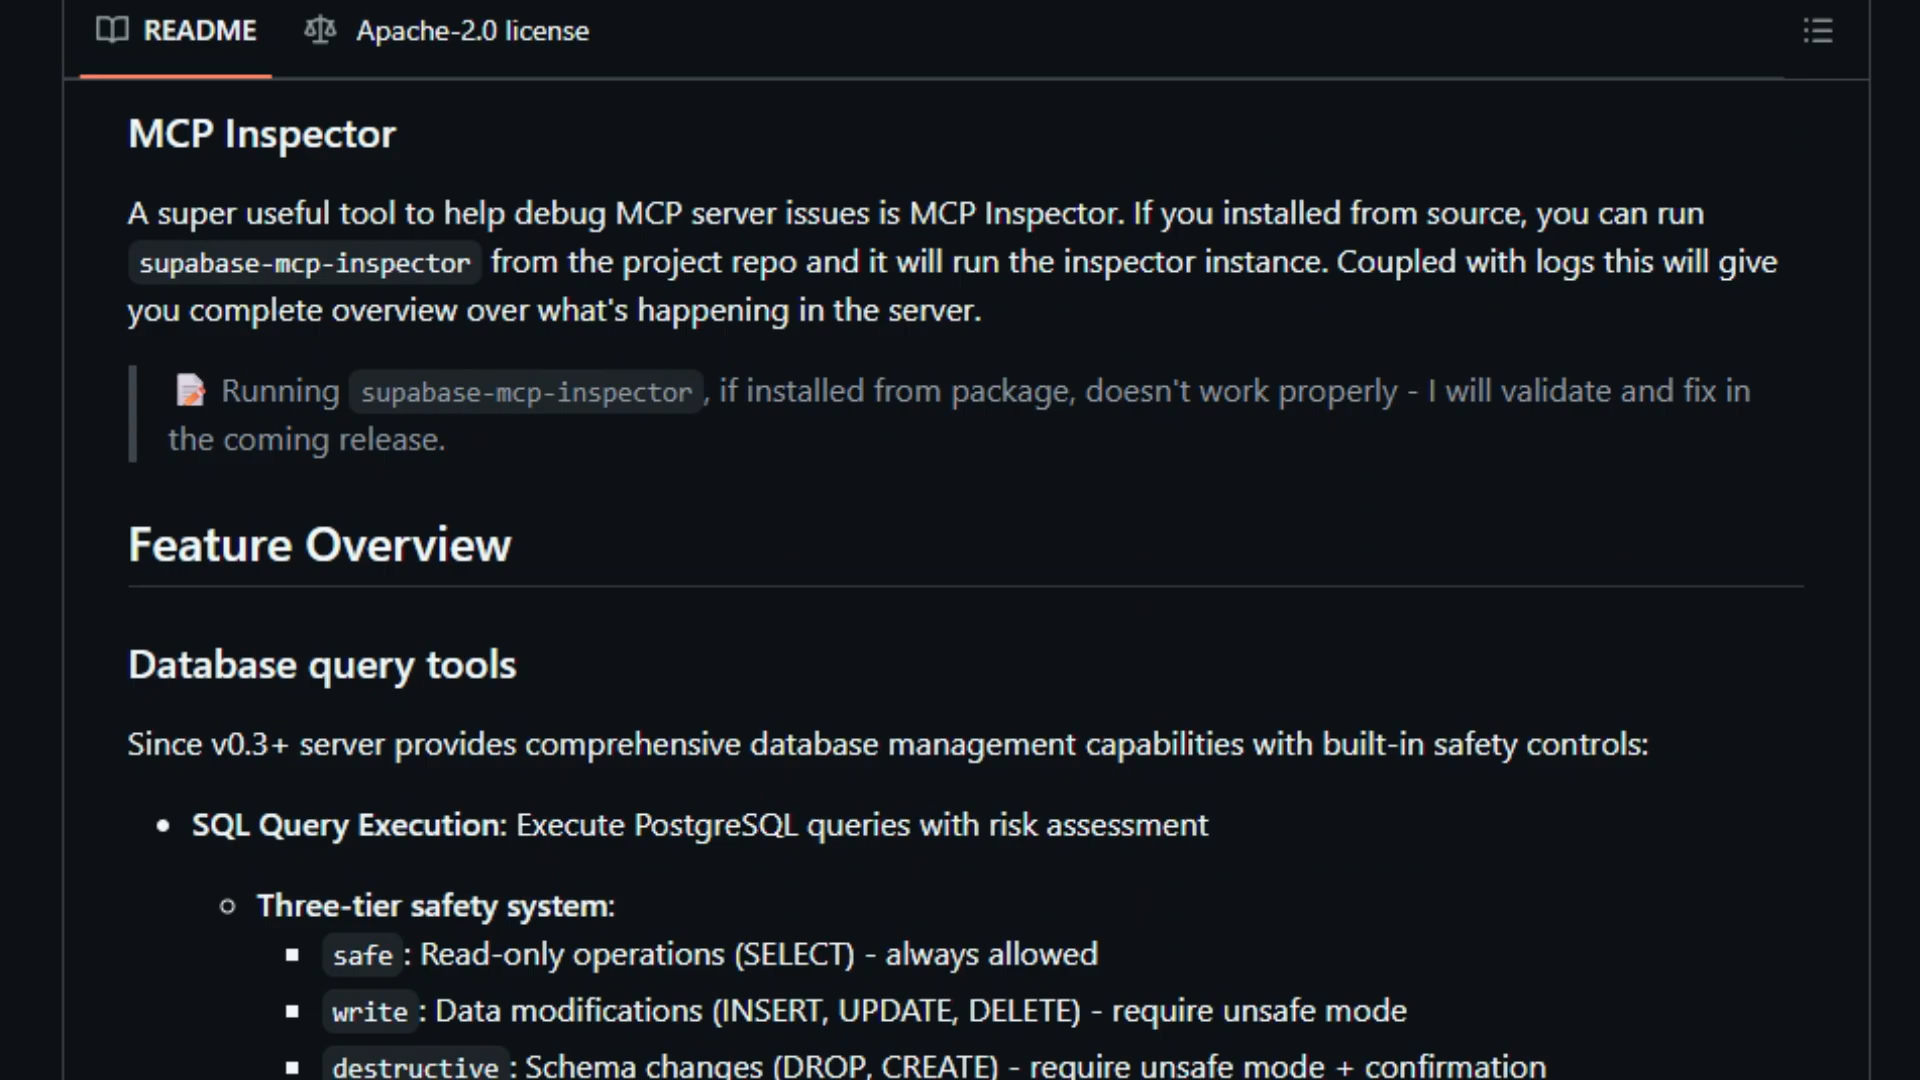 README
Apache-2.0 license
MCP Inspector
A super useful tool to help debug MCP server issues is MCP Inspector. If you installed from source, you can run
supabase-mcp-inspector from the project repo and it will run the inspector instance. Coupled with logs this will give
you complete overview over what's happening in the server.
📝 Running supabase-mcp-inspector, if installed from package, doesn't work properly - I will validate and fix in
the coming release.
Feature Overview
Database query tools
Since v0.3+ server provides comprehensive database management capabilities with built-in safety controls:
SQL Query Execution: Execute PostgreSQL queries with risk assessment
Three-tier safety system:
safe: Read-only operations (SELECT) - always allowed
write: Data modifications (INSERT, UPDATE, DELETE) - require unsafe mode
destructive: Schema changes (DROP, CREATE) - require unsafe mode + confirmation